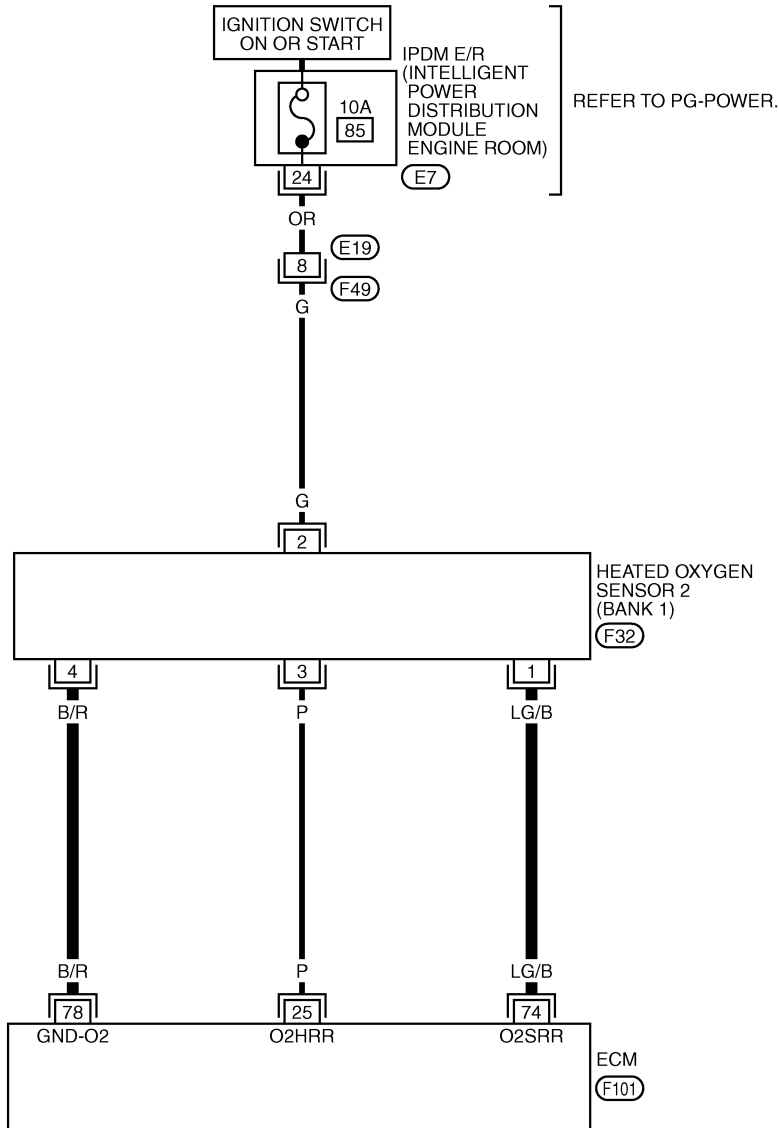 IGNITION SWITCH
ON OR START
IPDM E/R
(INTELLIGENT
POWER
DISTRIBUTION
MODULE
ENGINE ROOM)
REFER TO PG-POWER.
10A
85
24
E7
OR
E19
8
F49
G
G
2
HEATED OXYGEN
SENSOR 2
(BANK 1)
F32
4
3
1
B/R
P
LG/B
B/R
P
LG/B
78
25
74
GND-O2
O2HRR
O2SRR
ECM
F101